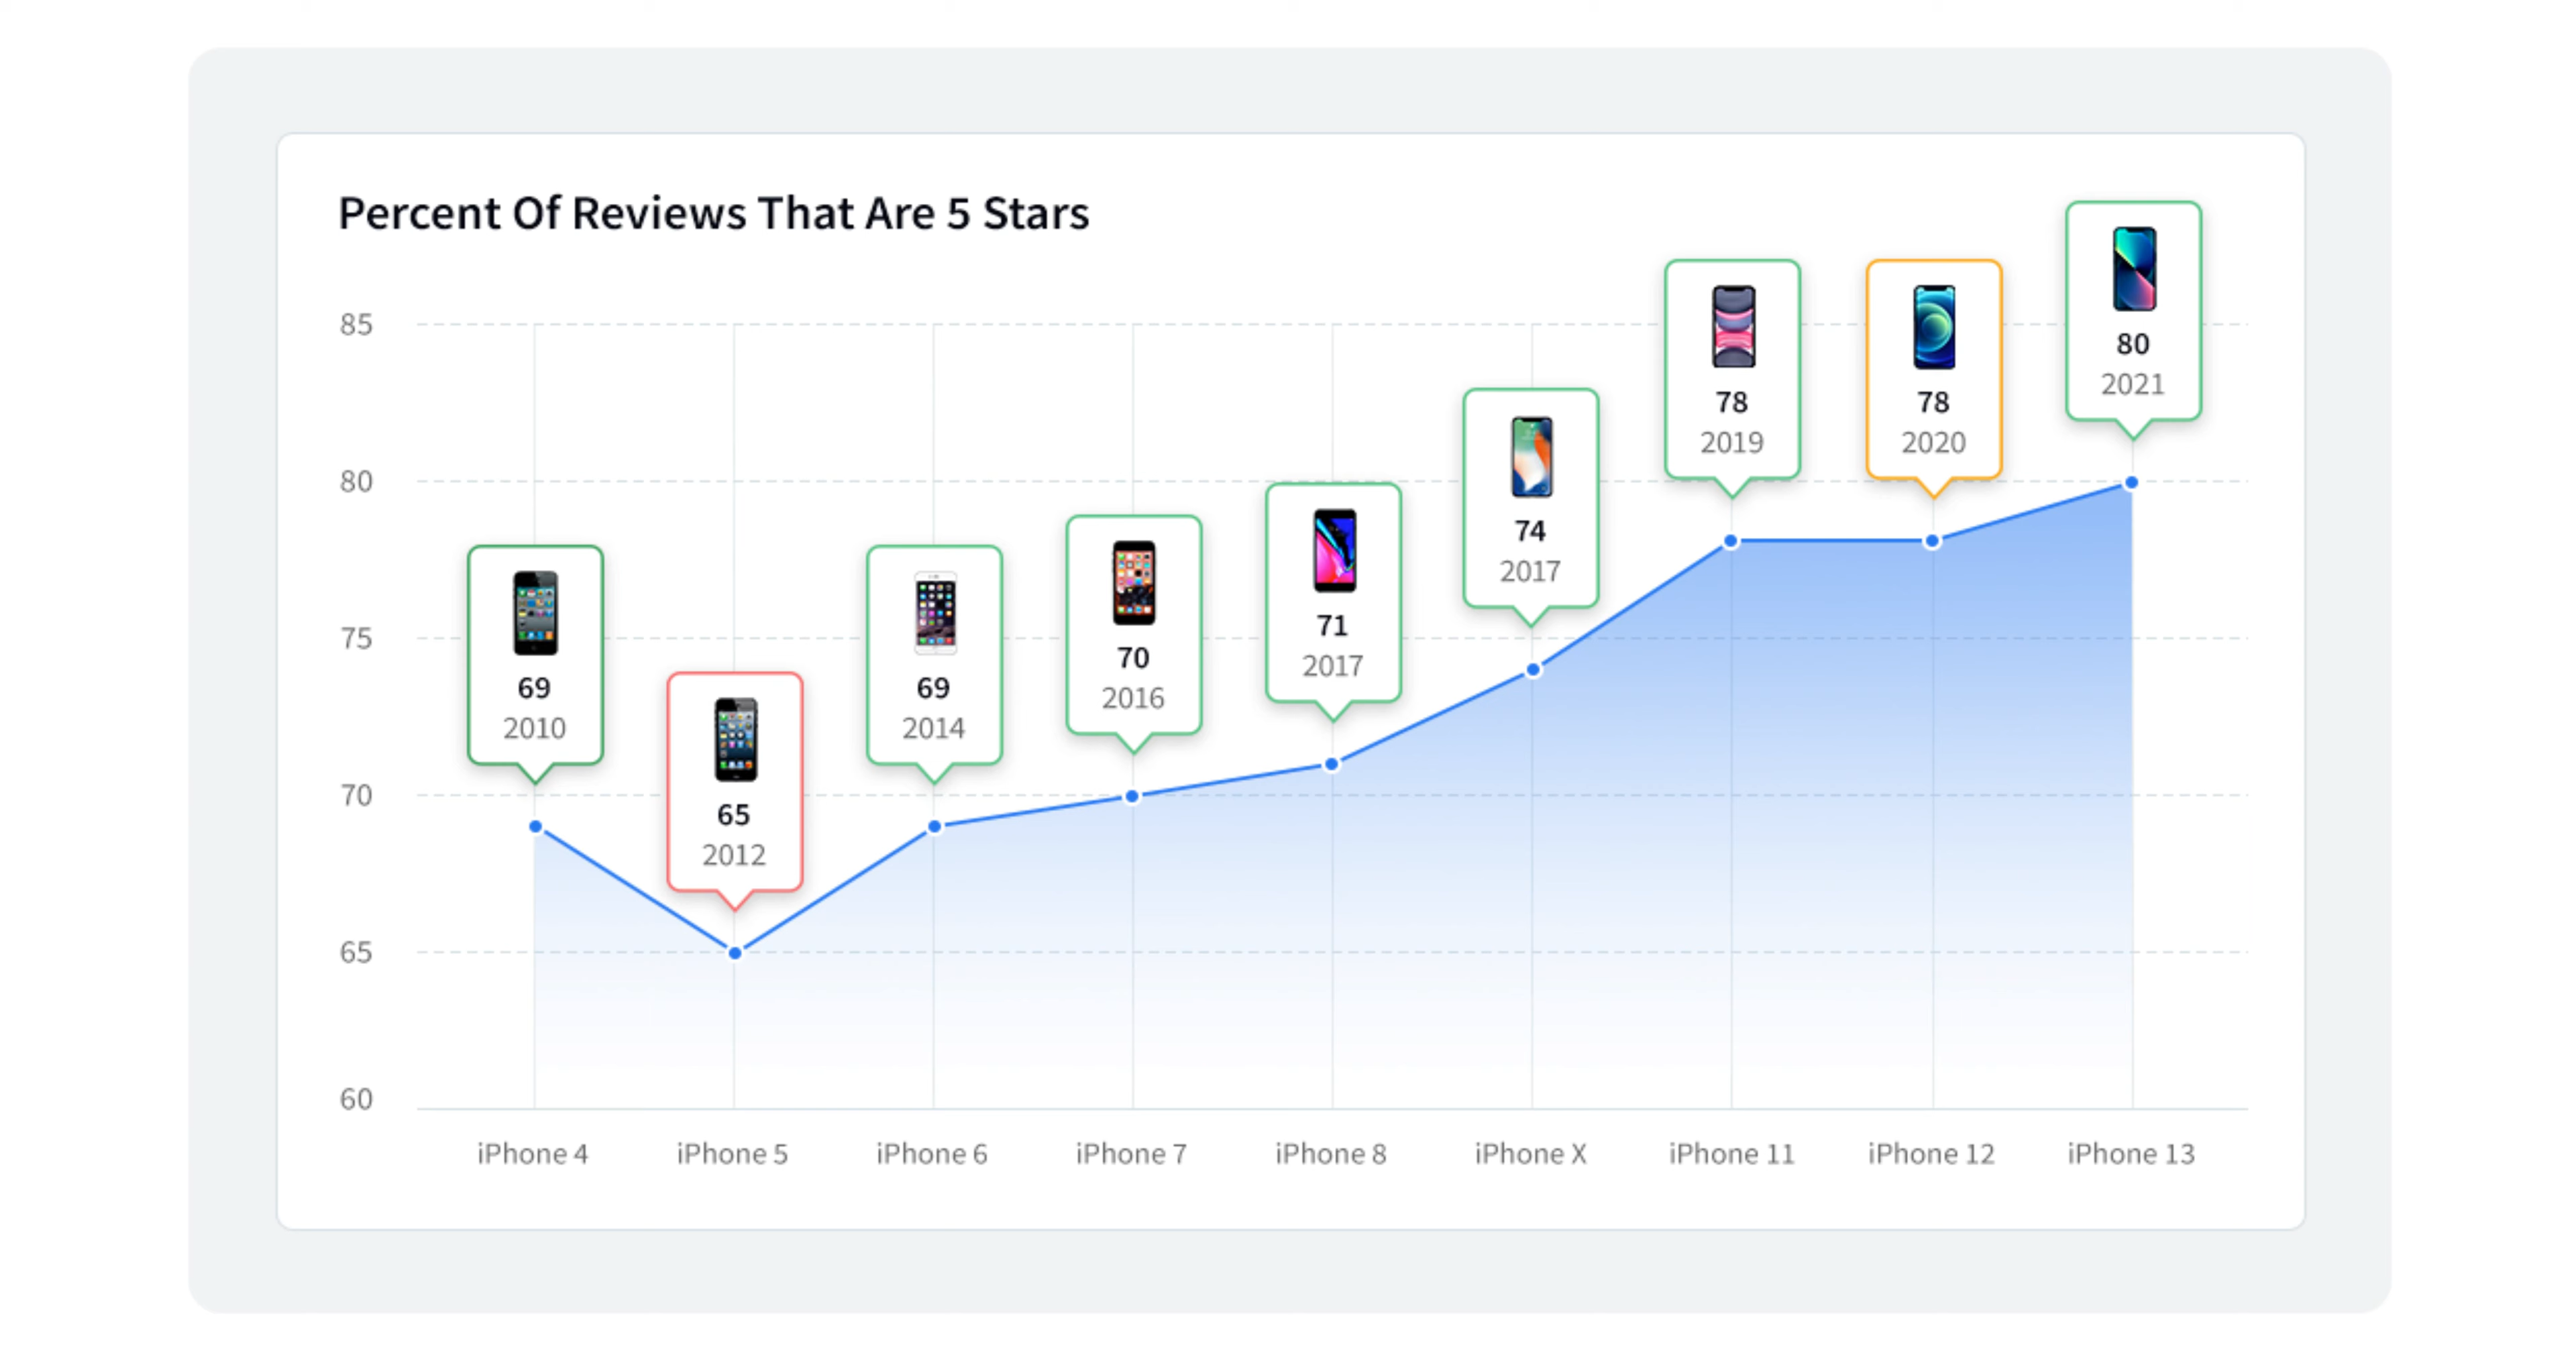 Percent Of Reviews That Are 5 Stars
85
80
75
70
65
60
69
2010
65
2012
69
2014
70
2016
71
2017
74
2017
78
2019
78
2020
80
2021
iPhone 4
iPhone 5
iPhone 6
iPhone 7
iPhone 8
iPhone X
iPhone 11
iPhone 12
iPhone 13